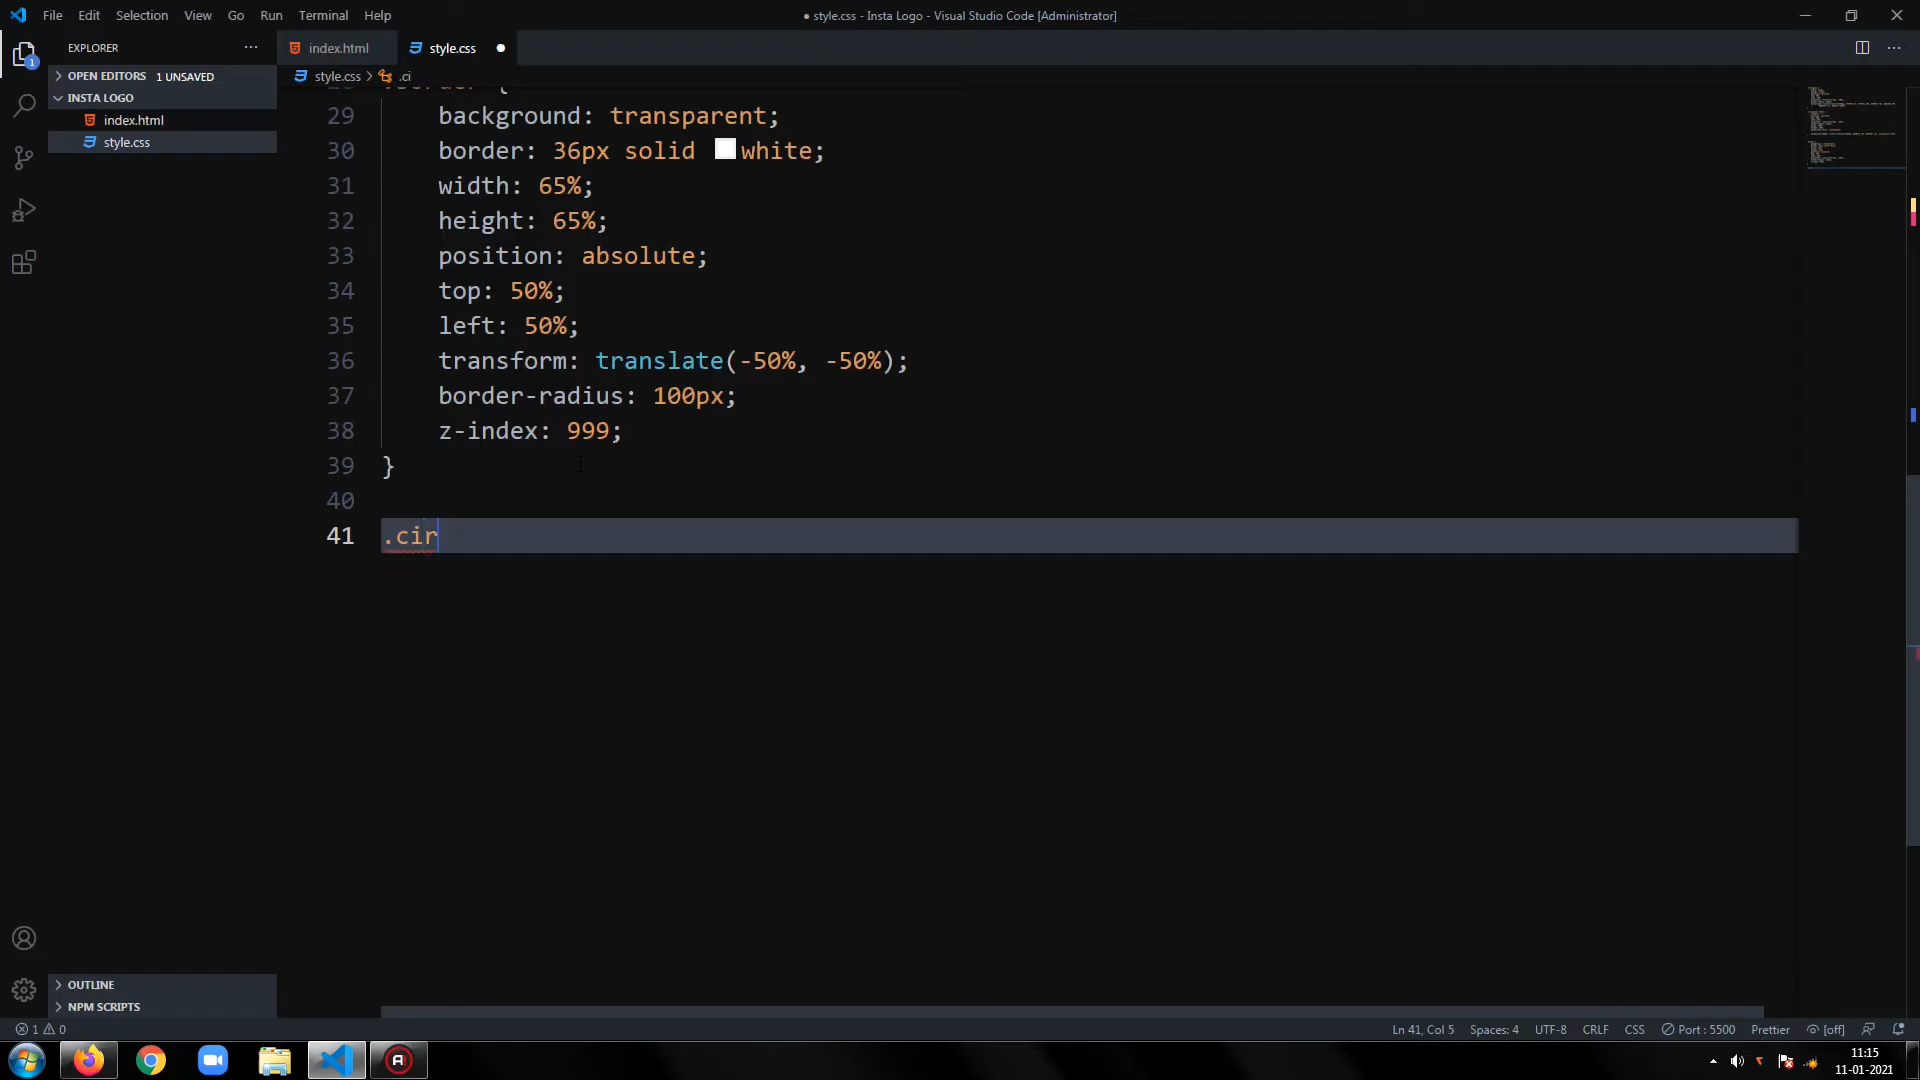 File Edit Selection View Go Run Terminal Help
● style.css - Insta Logo - Visual Studio Code [Administrator]
EXPLORER
index.html
style.css
OPEN EDITORS 1 UNSAVED
style.css > .ci
INSTA LOGO
index.html
style.css
29 background: transparent;
30 border: 36px solid white;
31 width: 65%;
32 height: 65%;
33 position: absolute;
34 top: 50%;
35 left: 50%;
36 transform: translate(-50%, -50%);
37 border-radius: 100px;
38 z-index: 999;
39 }
40
41 .cir
1
OUTLINE
NPM SCRIPTS
1 0
Ln 41, Col 5 Spaces: 4 UTF-8 CRLF CSS Port : 5500 Prettier [off]
11:15
11-01-2021